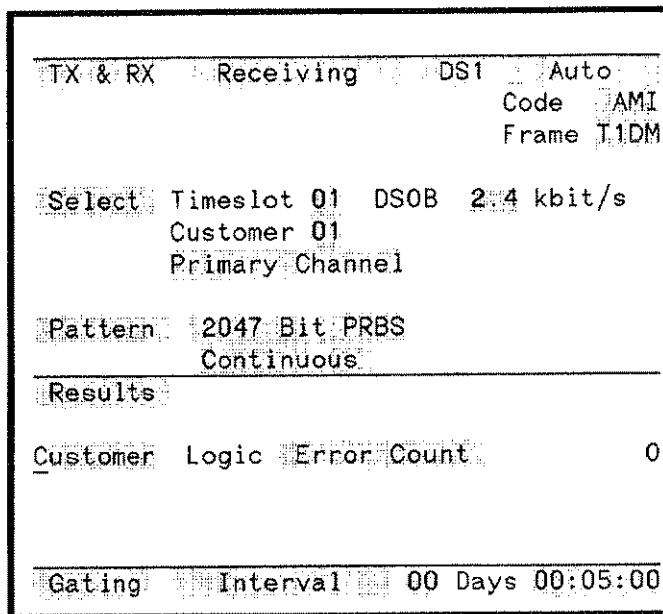 TX & RX Receiving DS1 Auto
Code AMI
Frame T1DM
Select Timeslot 01 DSOB 2.4 kbit/s
Customer 01
Primary Channel
Pattern 2047 Bit PRBS
Continuous
Results
Customer Logic Error Count 0
Gating Interval 00 Days 00:05:00